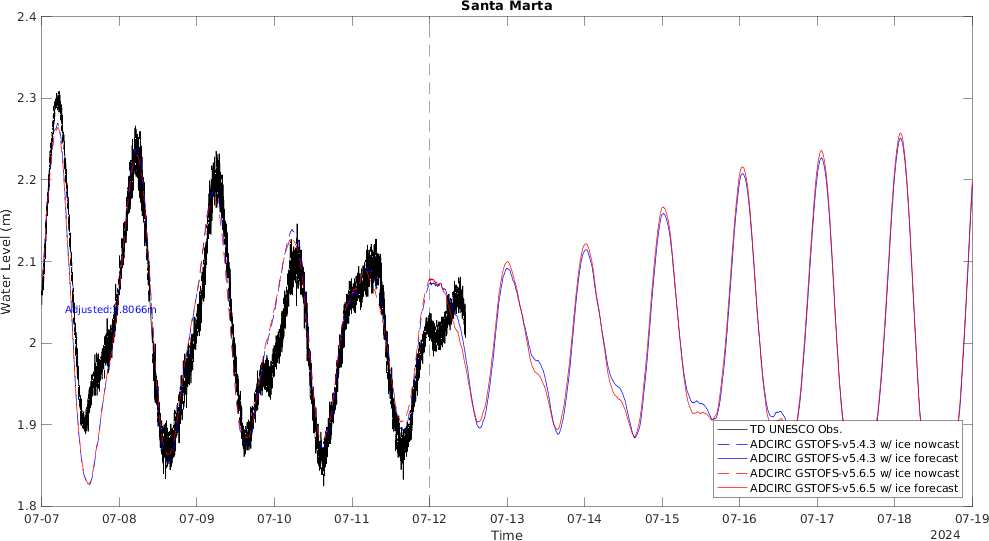 Santa Marta
2.4
2.3
2.2
2.1
2
1.9
1.8
Water Level (m)
Adjusted: .8066m
TD UNESCO Obs.
ADCIRC GSTOFS-v5.4.3 w/ ice nowcast
ADCIRC GSTOFS-v5.4.3 w/ ice forecast
ADCIRC GSTOFS-v5.6.5 w/ ice nowcast
ADCIRC GSTOFS-v5.6.5 w/ ice forecast
07-07 07-08 07-09 07-10 07-11 07-12 07-13 07-14 07-15 07-16 07-17 07-18 07-19
Time
2024